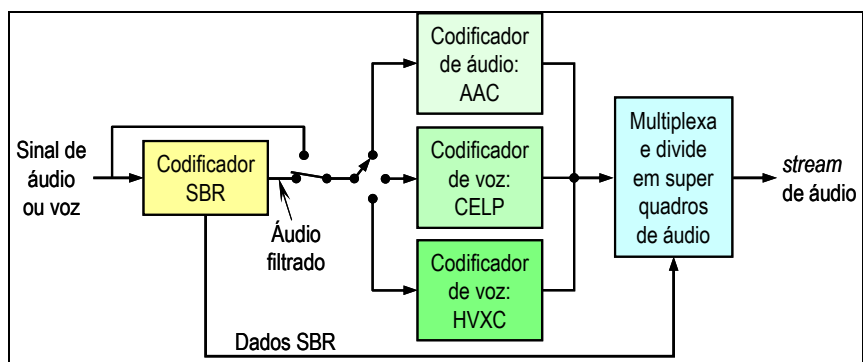 Sinal de
áudio
ou voz
Codificador
SBR
Áudio
filtrado
Dados SBR
Codificador
de áudio:
AAC
Codificador
de voz:
CELP
Codificador
de voz:
HVXC
Multiplexa
e divide
em super
quadros
de áudio
stream
de áudio